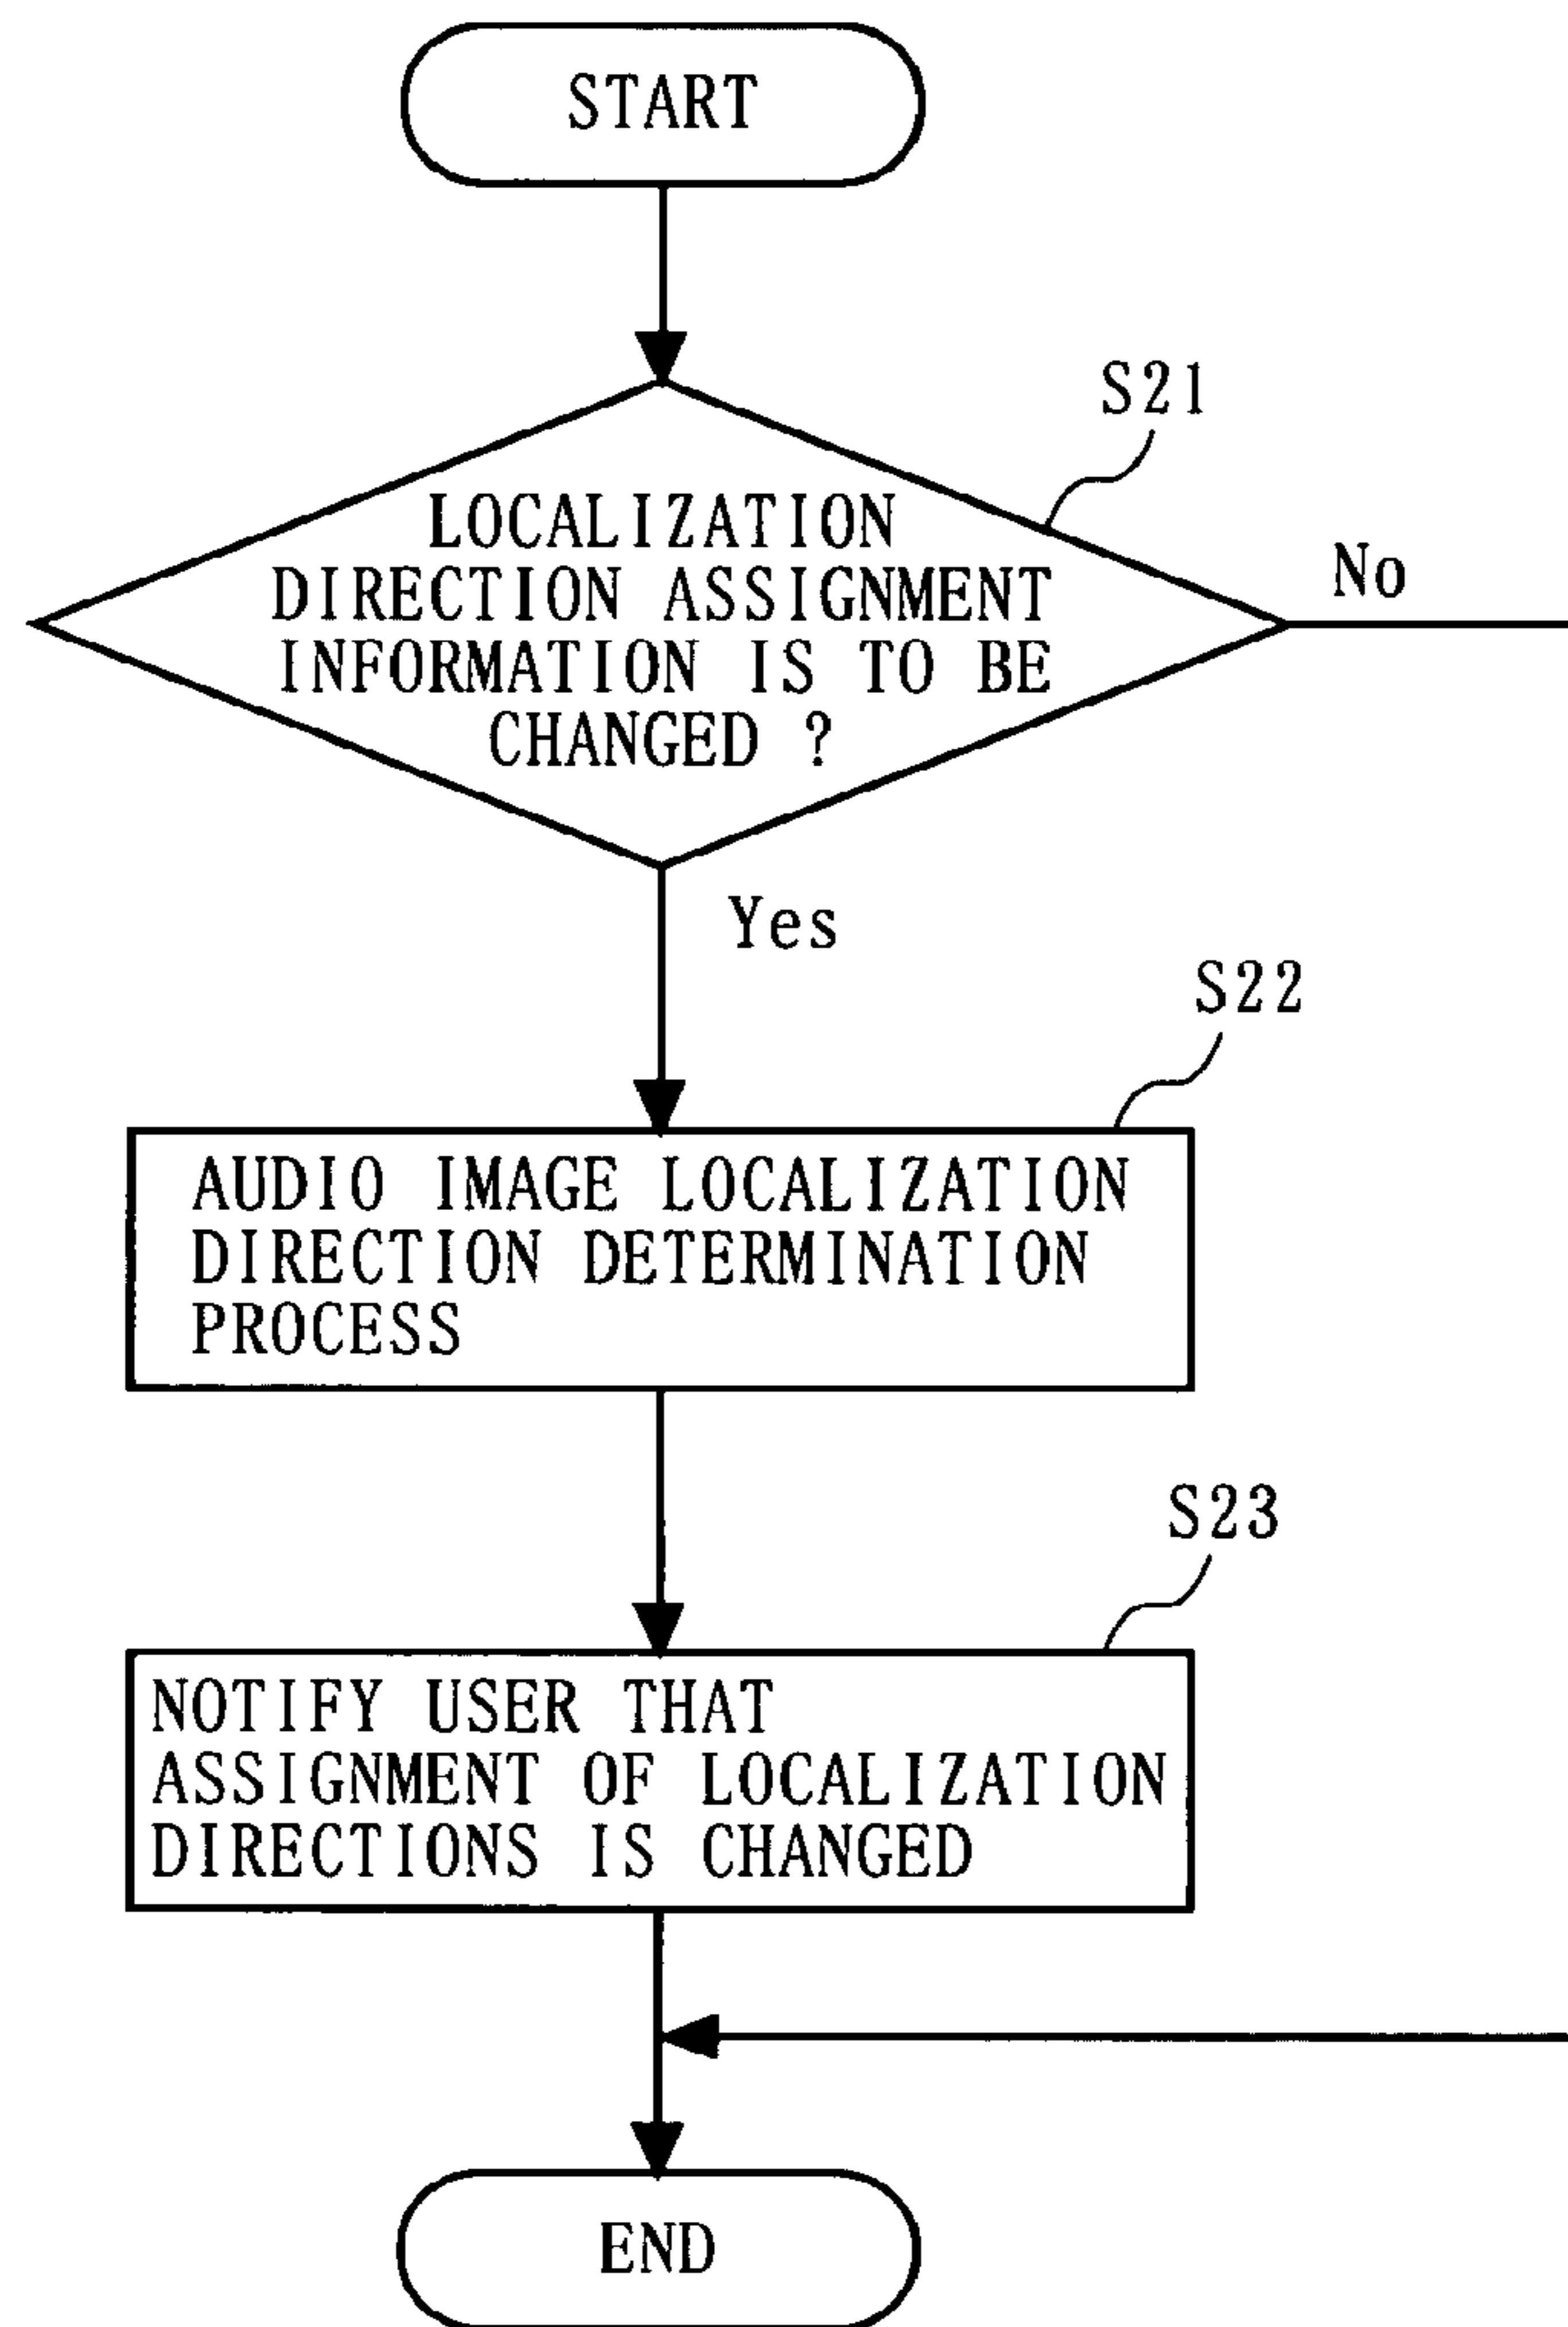 START
S21
LOCALIZATION
DIRECTION ASSIGNMENT
INFORMATION IS TO BE
CHANGED ?
No
Yes
S22
AUDIO IMAGE LOCALIZATION
DIRECTION DETERMINATION
PROCESS
S23
NOTIFY USER THAT
ASSIGNMENT OF LOCALIZATION
DIRECTIONS IS CHANGED
END